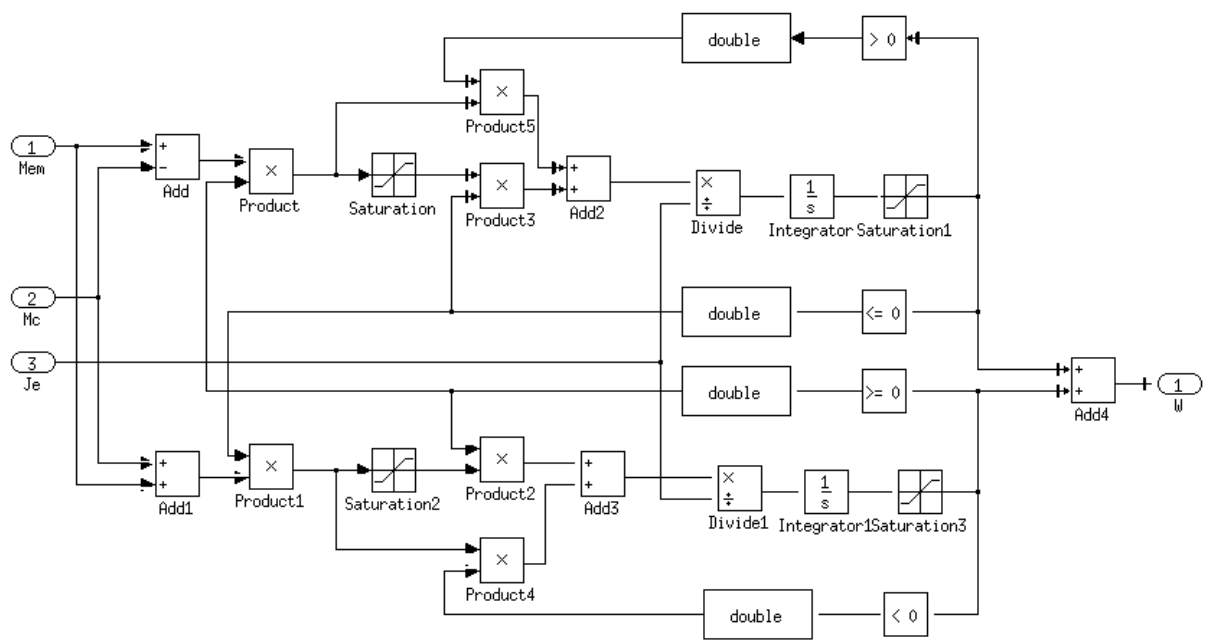 double
> 0
×
Product5
1
Mem
+
−
Add
×
Product
Saturation
×
Product3
+
+
Add2
×
÷
Divide
1
s
Integrator
Saturation1
2
Mc
double
<= 0
3
Je
double
>= 0
+
+
Add4
1
W
+
+
Add1
×
Product1
Saturation2
×
Product2
+
+
Add3
×
÷
Divide1
1
s
Integrator1
Saturation3
×
Product4
double
< 0